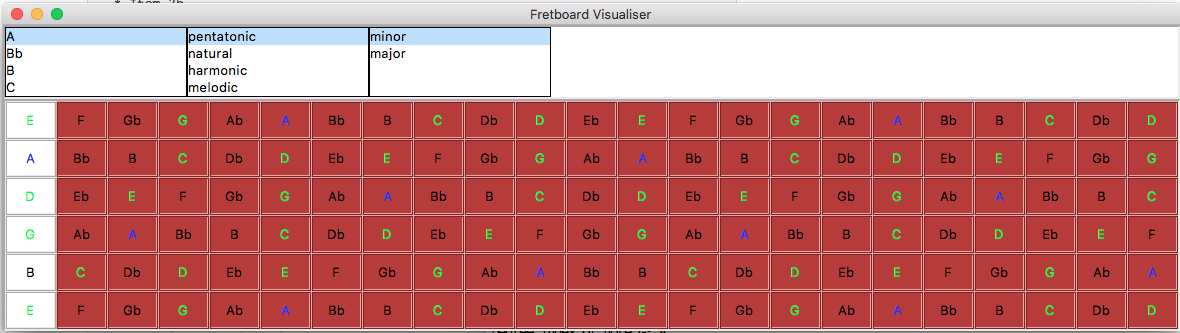 * Item 2b
Fretboard Visualiser
A pentatonic minor
Bb natural major
B harmonic
C melodic
E F Gb G Ab A Bb B C Db D Eb E F Gb G Ab A Bb B C Db D
A Bb B C Db D Eb E F Gb G Ab A Bb B C Db D Eb E F Gb G
D Eb E F Gb G Ab A Bb B C Db D Eb E F Gb G Ab A Bb B C
G Ab A Bb B C Db D Eb E F Gb G Ab A Bb B C Db D Eb E F
B C Db D Eb E F Gb G Ab A Bb B C Db D Eb E F Gb G Ab A
E F Gb G Ab A Bb B C Db D Eb E F Gb G Ab A Bb B C Db D